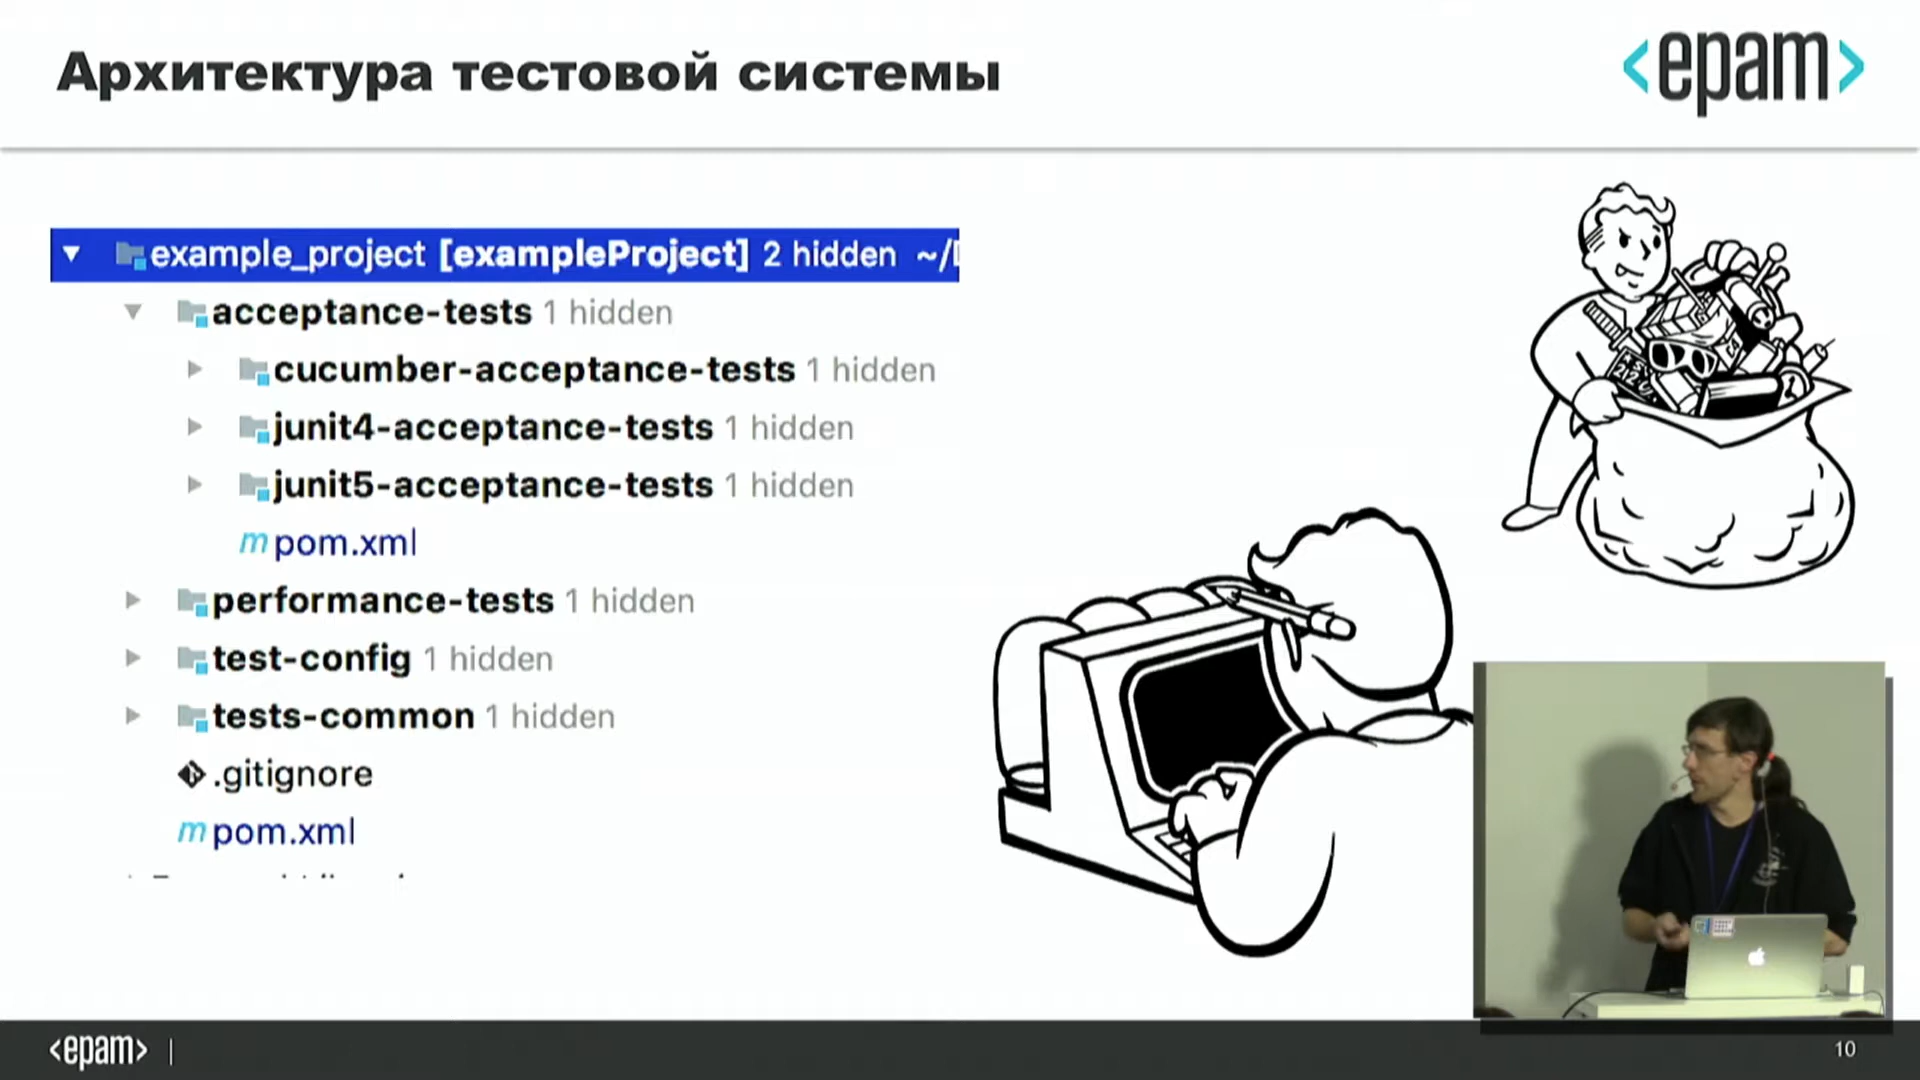 Архитектура тестовой системы
<epam>
example_project [exampleProject] 2 hidden ~/
acceptance-tests 1 hidden
cucumber-acceptance-tests 1 hidden
junit4-acceptance-tests 1 hidden
junit5-acceptance-tests 1 hidden
m pom.xml
performance-tests 1 hidden
test-config 1 hidden
tests-common 1 hidden
.gitignore
m pom.xml
<epam> |
10